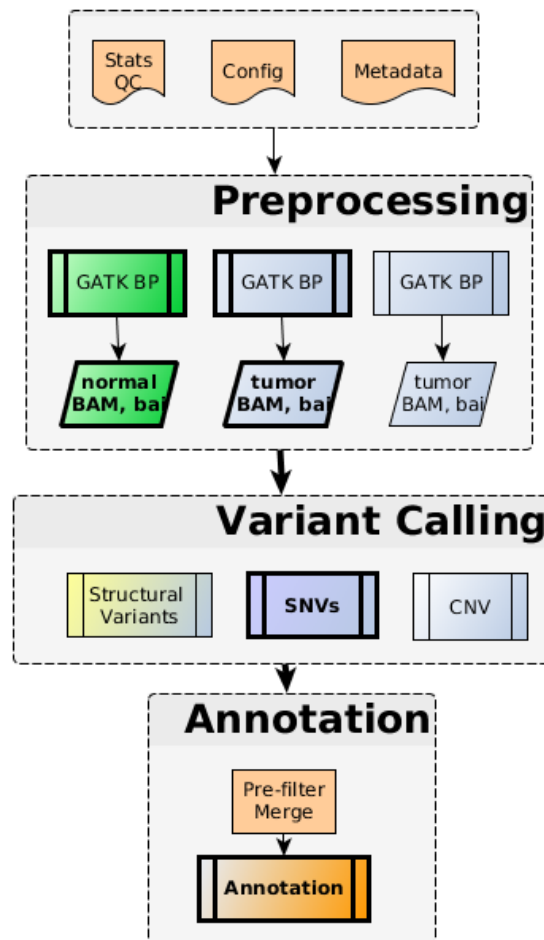 Stats
QC
Config
Metadata
Preprocessing
GATK BP
GATK BP
GATK BP
normal
BAM, bai
tumor
BAM, bai
tumor
BAM, bai
Variant Calling
Structural
Variants
SNVs
CNV
Annotation
Pre-filter
Merge
Annotation